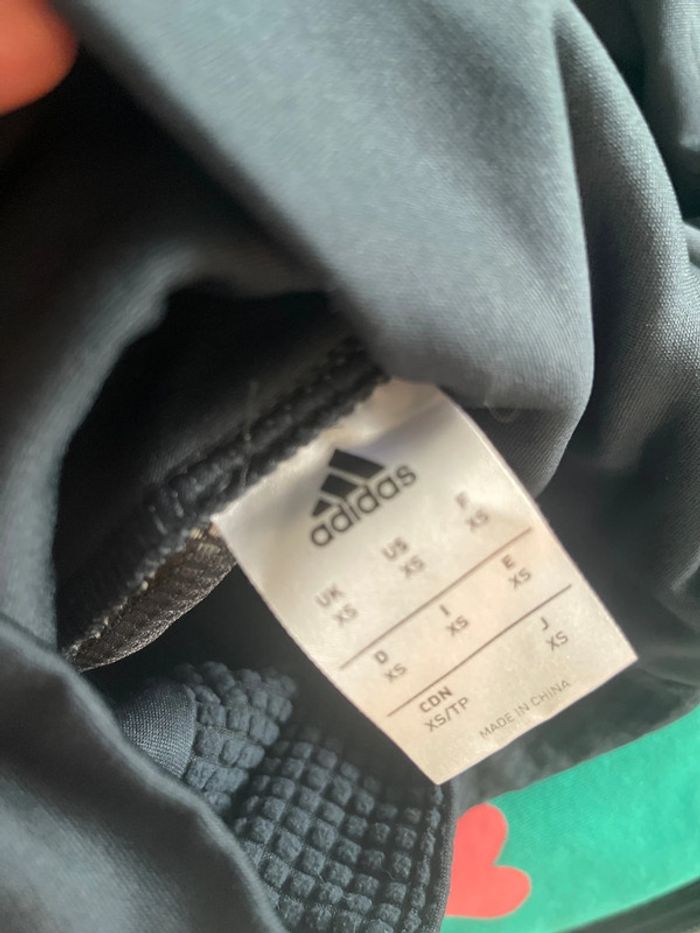 adidas
UK US F
XS XS XS
D I E
XS XS XS
CDN J
XS/TP XS
MADE IN CHINA